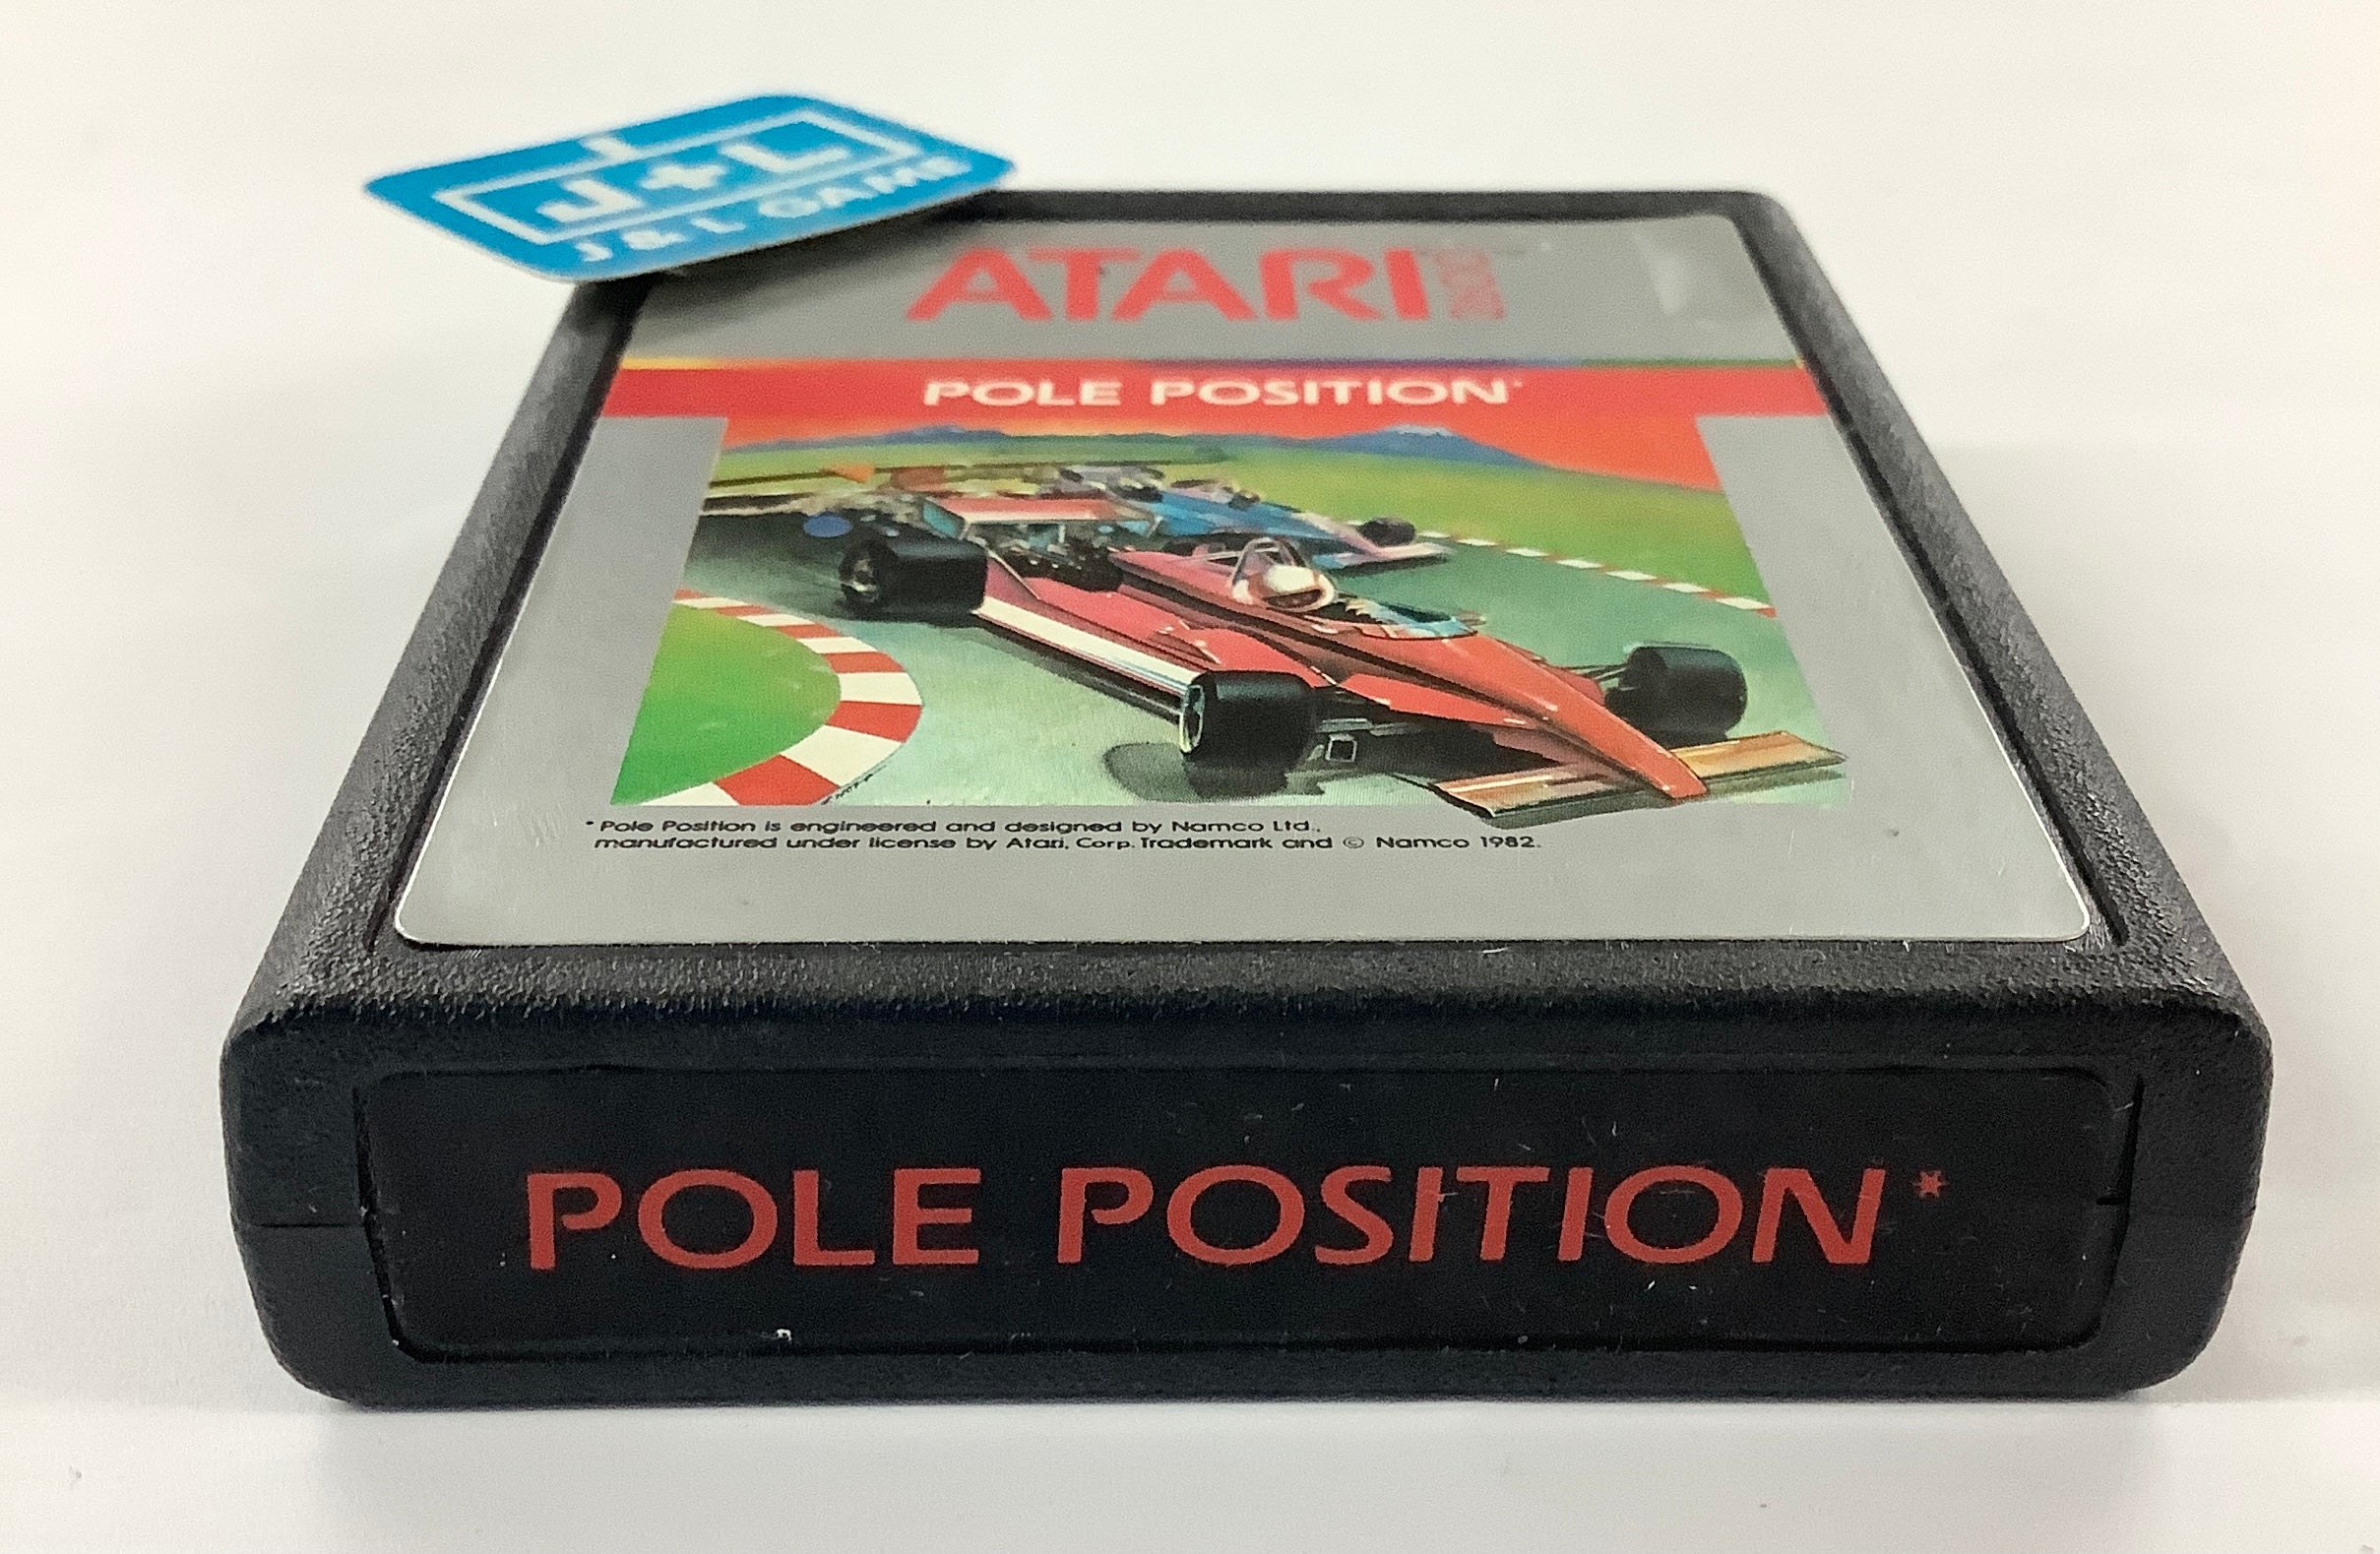 J+L
J & L GAME
ATARI
POLE POSITION*
* Pole Position is engineered and designed by Namco Ltd.,
manufactured under license by Atari, Corp. Trademark and © Namco 1982.
POLE POSITION*